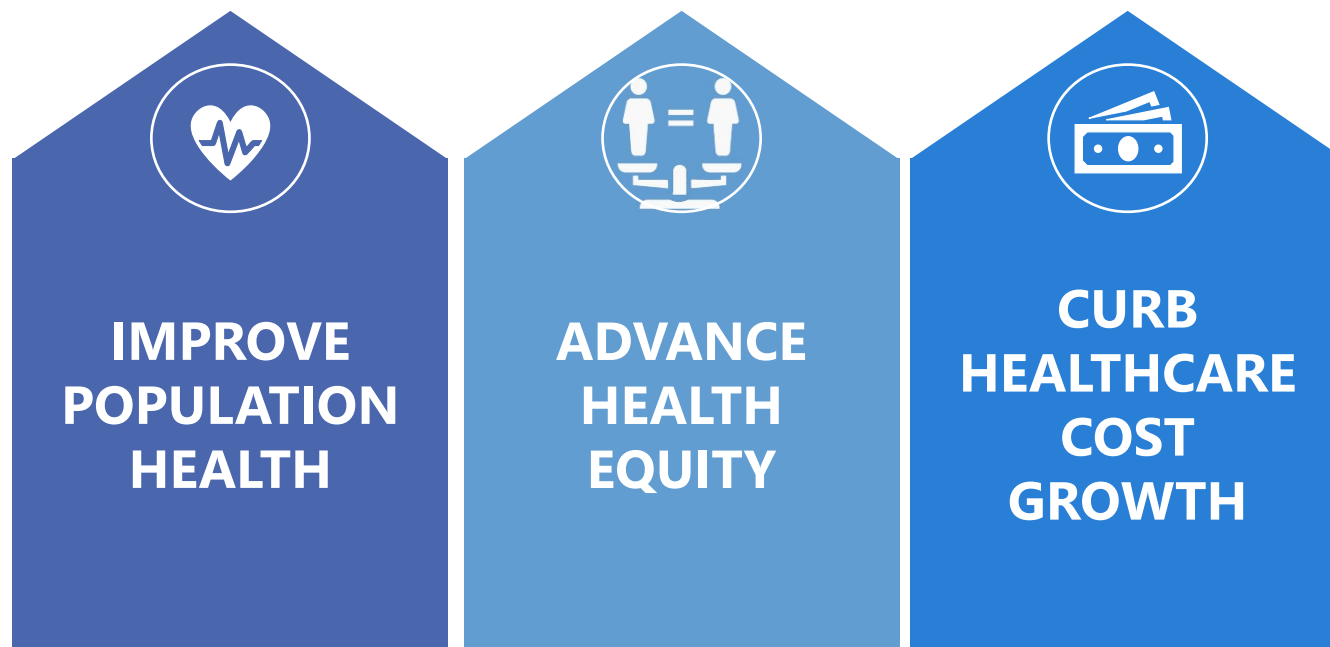 IMPROVE
POPULATION
HEALTH
ADVANCE
HEALTH
EQUITY
CURB
HEALTHCARE
COST
GROWTH